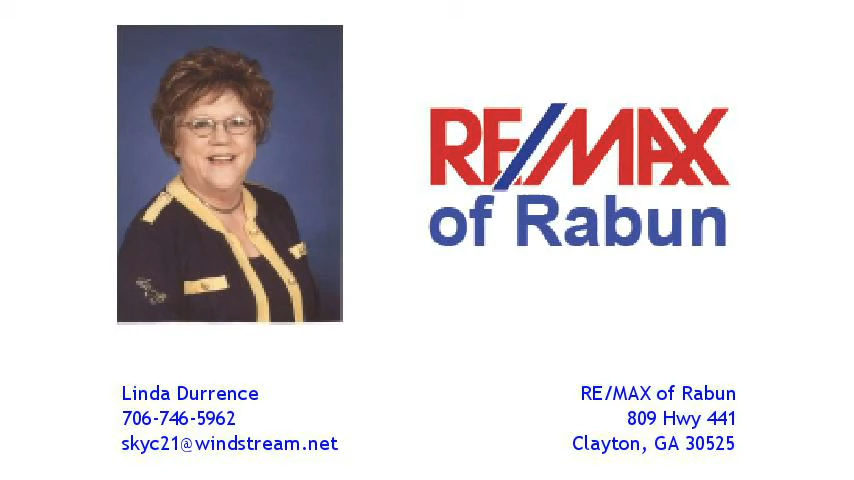 RE/MAX
of Rabun
Linda Durrence
706-746-5962
skyc21@windstream.net
RE/MAX of Rabun
809 Hwy 441
Clayton, GA 30525